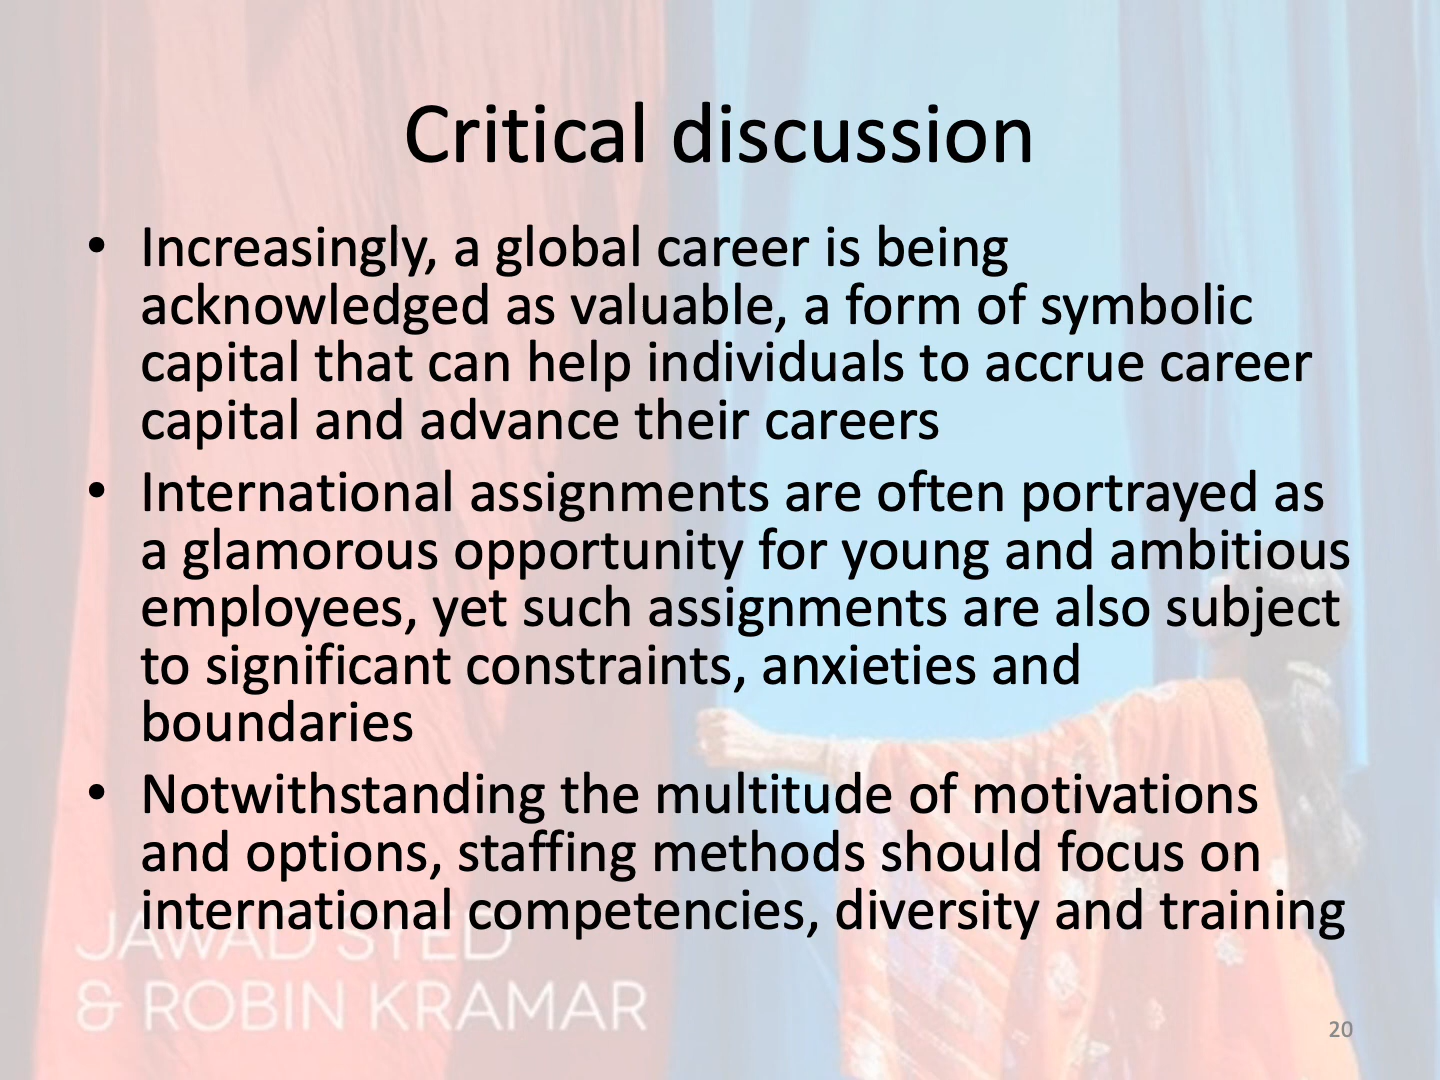 Critical discussion
• Increasingly, a global career is being
acknowledged as valuable, a form of symbolic
capital that can help individuals to accrue career
capital and advance their careers
• International assignments are often portrayed as
a glamorous opportunity for young and ambitious
employees, yet such assignments are also subject
to significant constraints, anxieties and
boundaries
• Notwithstanding the multitude of motivations
and options, staffing methods should focus on
international competencies, diversity and training
JAWAD SYED
& ROBIN KRAMAR
20